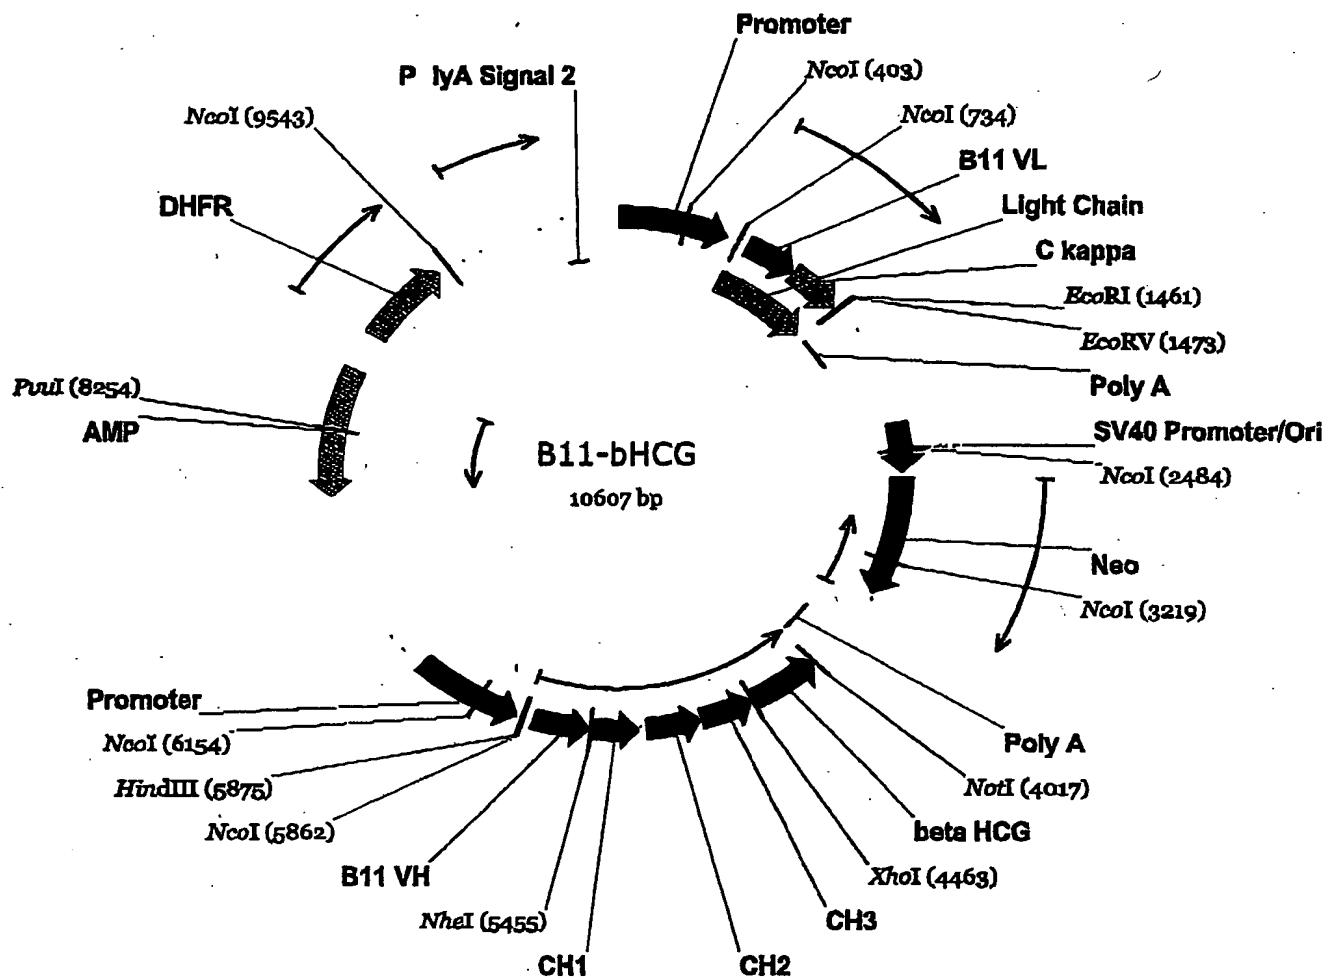 Promoter
NcoI (403)
P lyA Signal 2
NcoI (9543)
NcoI (734)
B11 VL
DHFR
Light Chain
C kappa
EcoRI (1461)
EcoRV (1473)
PvuI (8254)
Poly A
AMP
SV40 Promoter/Ori
B11-bHCG
NcoI (2484)
10607 bp
Neo
NcoI (3219)
Promoter
NcoI (6154)
Poly A
HindIII (5875)
NotI (4017)
NcoI (5862)
beta HCG
B11 VH
XhoI (4463)
NheI (5455)
CH3
CH1
CH2